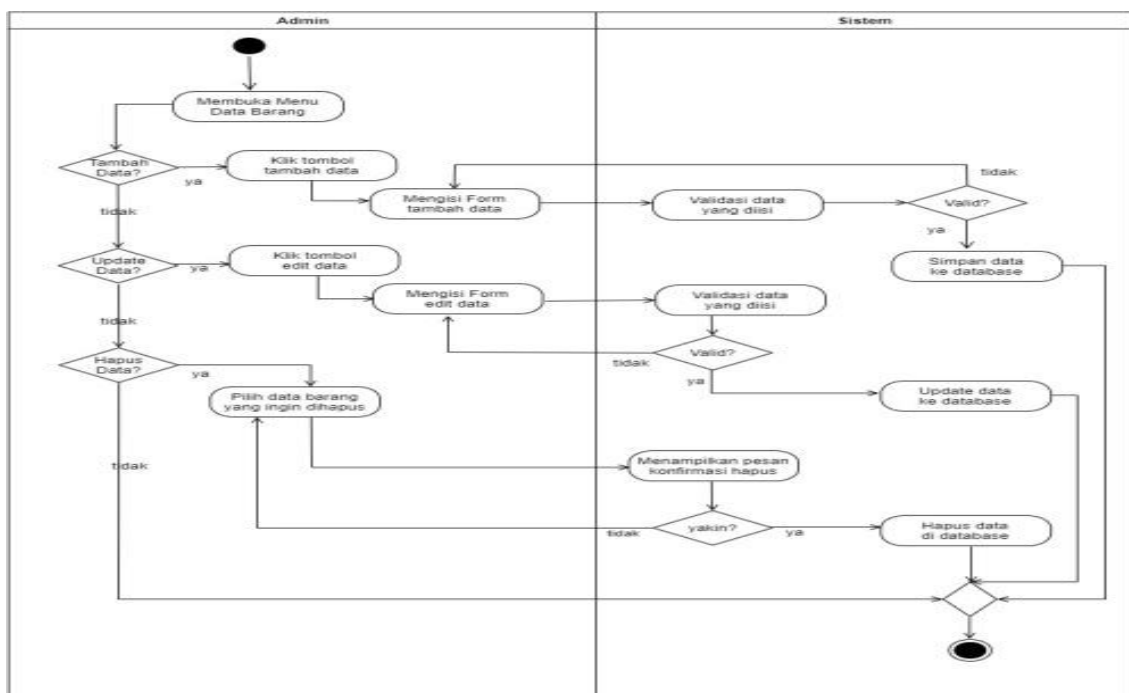 Admin
Sistem
Membuka Menu
Data Barang
Tambah
Data?
ya
Klik tombol
tambah data
tidak
Mengisi Form
tambah data
Validasi data
yang diisi
Valid?
tidak
ya
Simpan data
ke database
Update
Data?
ya
Klik tombol
edit data
tidak
Mengisi Form
edit data
Validasi data
yang diisi
Valid?
tidak
ya
Update data
ke database
Hapus
Data?
ya
Pilih data barang
yang ingin dihapus
tidak
Menampilkan pesan
konfirmasi hapus
yakin?
tidak
ya
Hapus data
di database